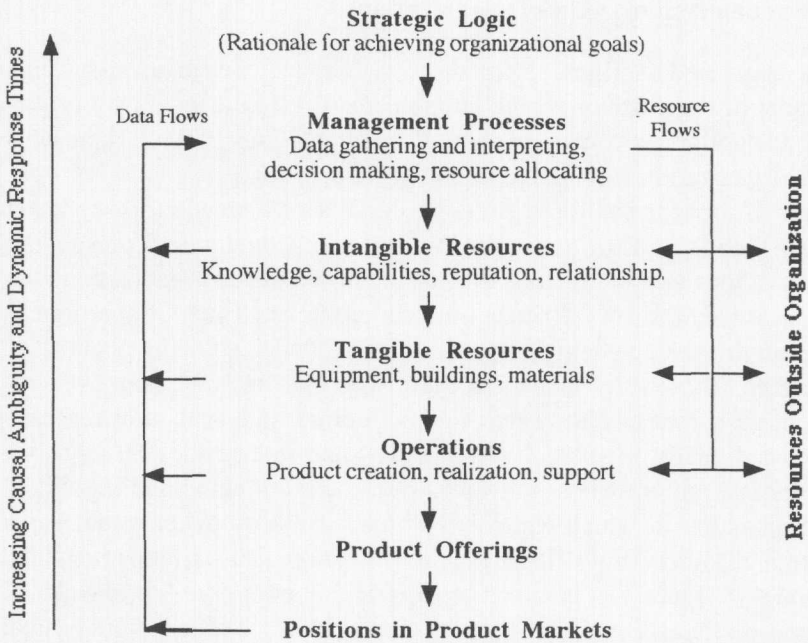 Strategic Logic
(Rationale for achieving organizational goals)
Data Flows
Resource
Flows
Management Processes
Data gathering and interpreting,
decision making, resource allocating
Intangible Resources
Knowledge, capabilities, reputation, relationship.
Tangible Resources
Equipment, buildings, materials
Operations
Product creation, realization, support
Product Offerings
Positions in Product Markets
Increasing Causal Ambiguity and Dynamic Response Times
Resources Outside Organization